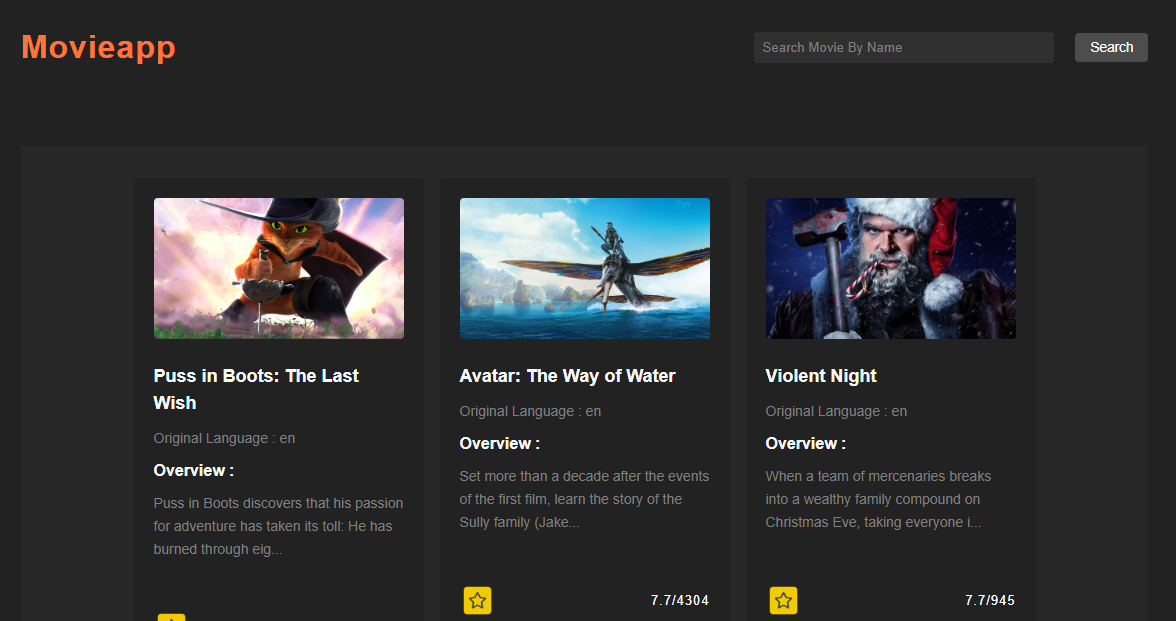 Movieapp
Search Movie By Name
Search
Puss in Boots: The Last
Wish
Original Language : en
Overview :
Puss in Boots discovers that his passion
for adventure has taken its toll: He has
burned through eig...
Avatar: The Way of Water
Original Language : en
Overview :
Set more than a decade after the events
of the first film, learn the story of the
Sully family (Jake...
7.7/4304
Violent Night
Original Language : en
Overview :
When a team of mercenaries breaks
into a wealthy family compound on
Christmas Eve, taking everyone i...
7.7/945